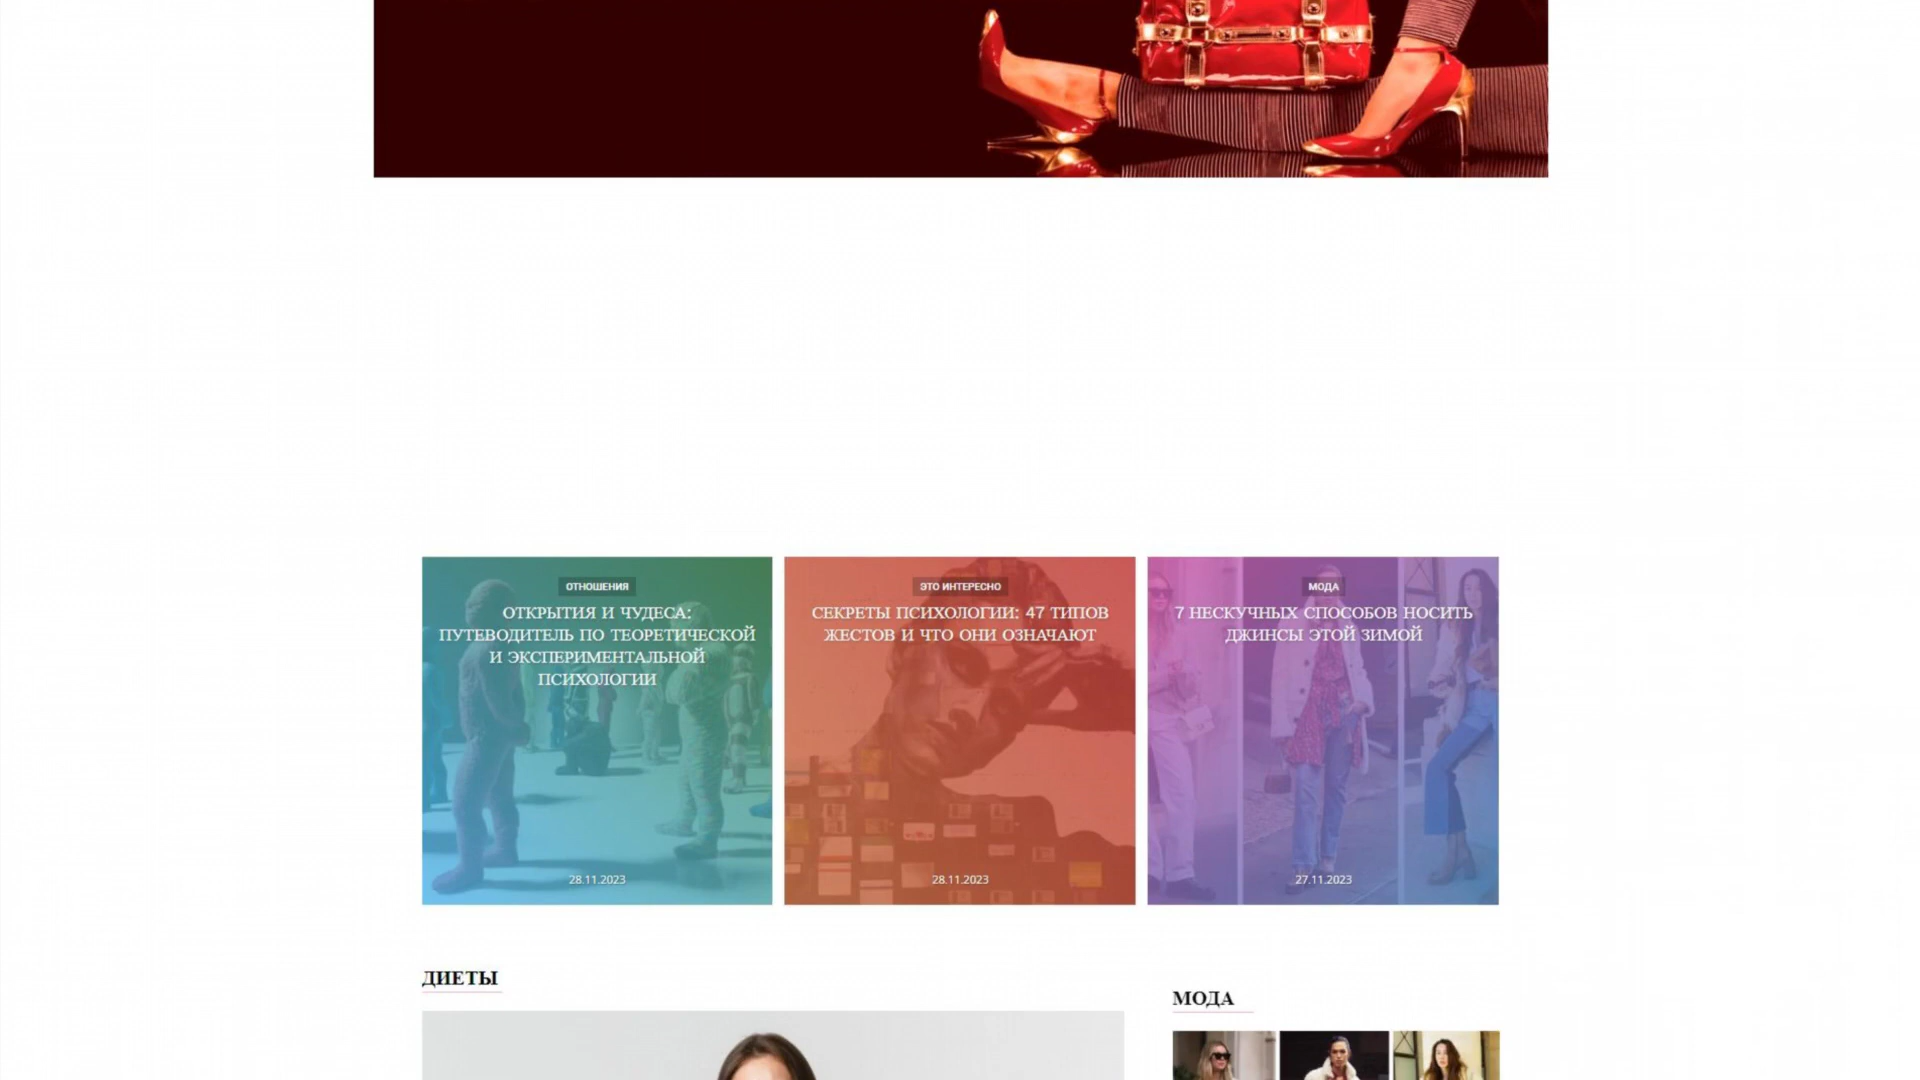 ОТНОШЕНИЯ
ОТКРЫТИЯ И ЧУДЕСА:
ПУТЕВОДИТЕЛЬ ПО ТЕОРЕТИЧЕСКОЙ
И ЭКСПЕРИМЕНТАЛЬНОЙ
ПСИХОЛОГИИ
28.11.2023
ЭТО ИНТЕРЕСНО
СЕКРЕТЫ ПСИХОЛОГИИ: 47 ТИПОВ
ЖЕСТОВ И ЧТО ОНИ ОЗНАЧАЮТ
28.11.2023
МОДА
7 НЕСКУЧНЫХ СПОСОБОВ НОСИТЬ
ДЖИНСЫ ЭТОЙ ЗИМОЙ
27.11.2023
ДИЕТЫ
МОДА